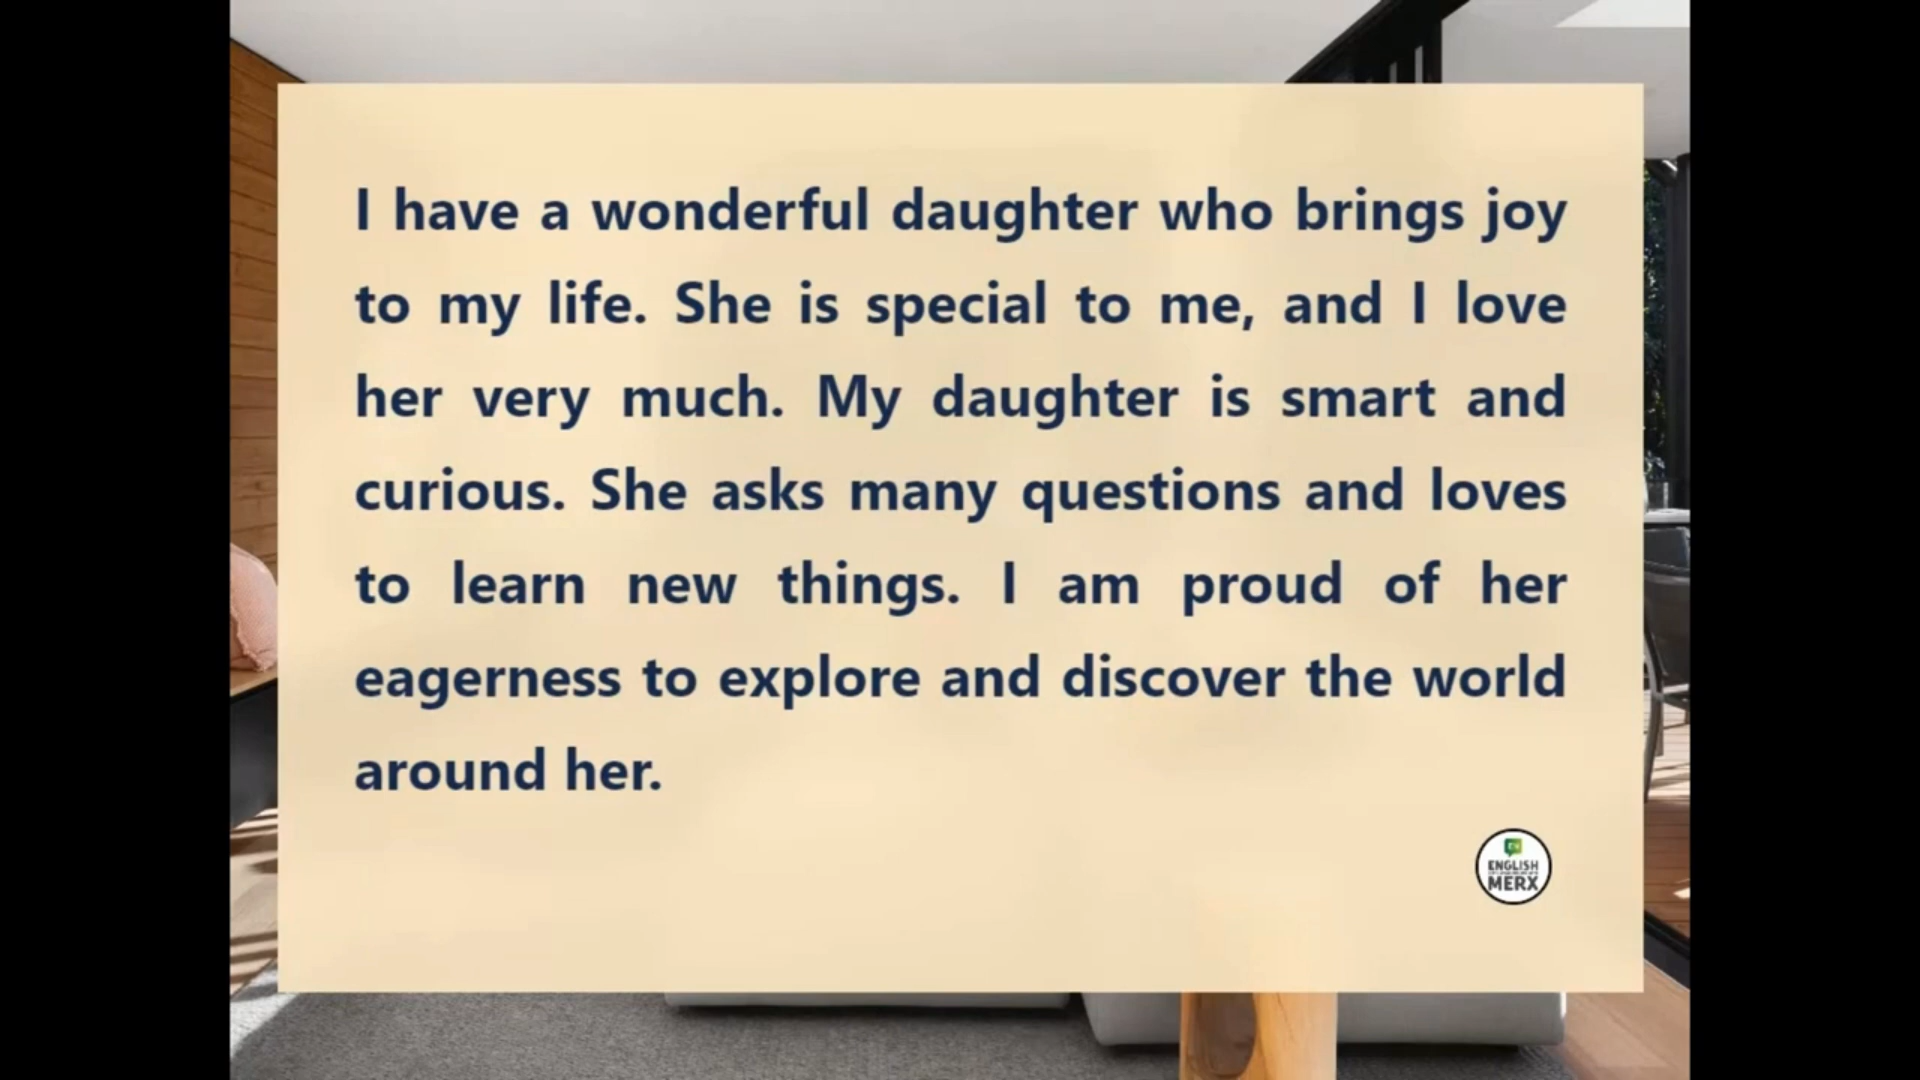 I have a wonderful daughter who brings joy
to my life. She is special to me, and I love
her very much. My daughter is smart and
curious. She asks many questions and loves
to learn new things. I am proud of her
eagerness to explore and discover the world
around her.
ENGLISH
MERX